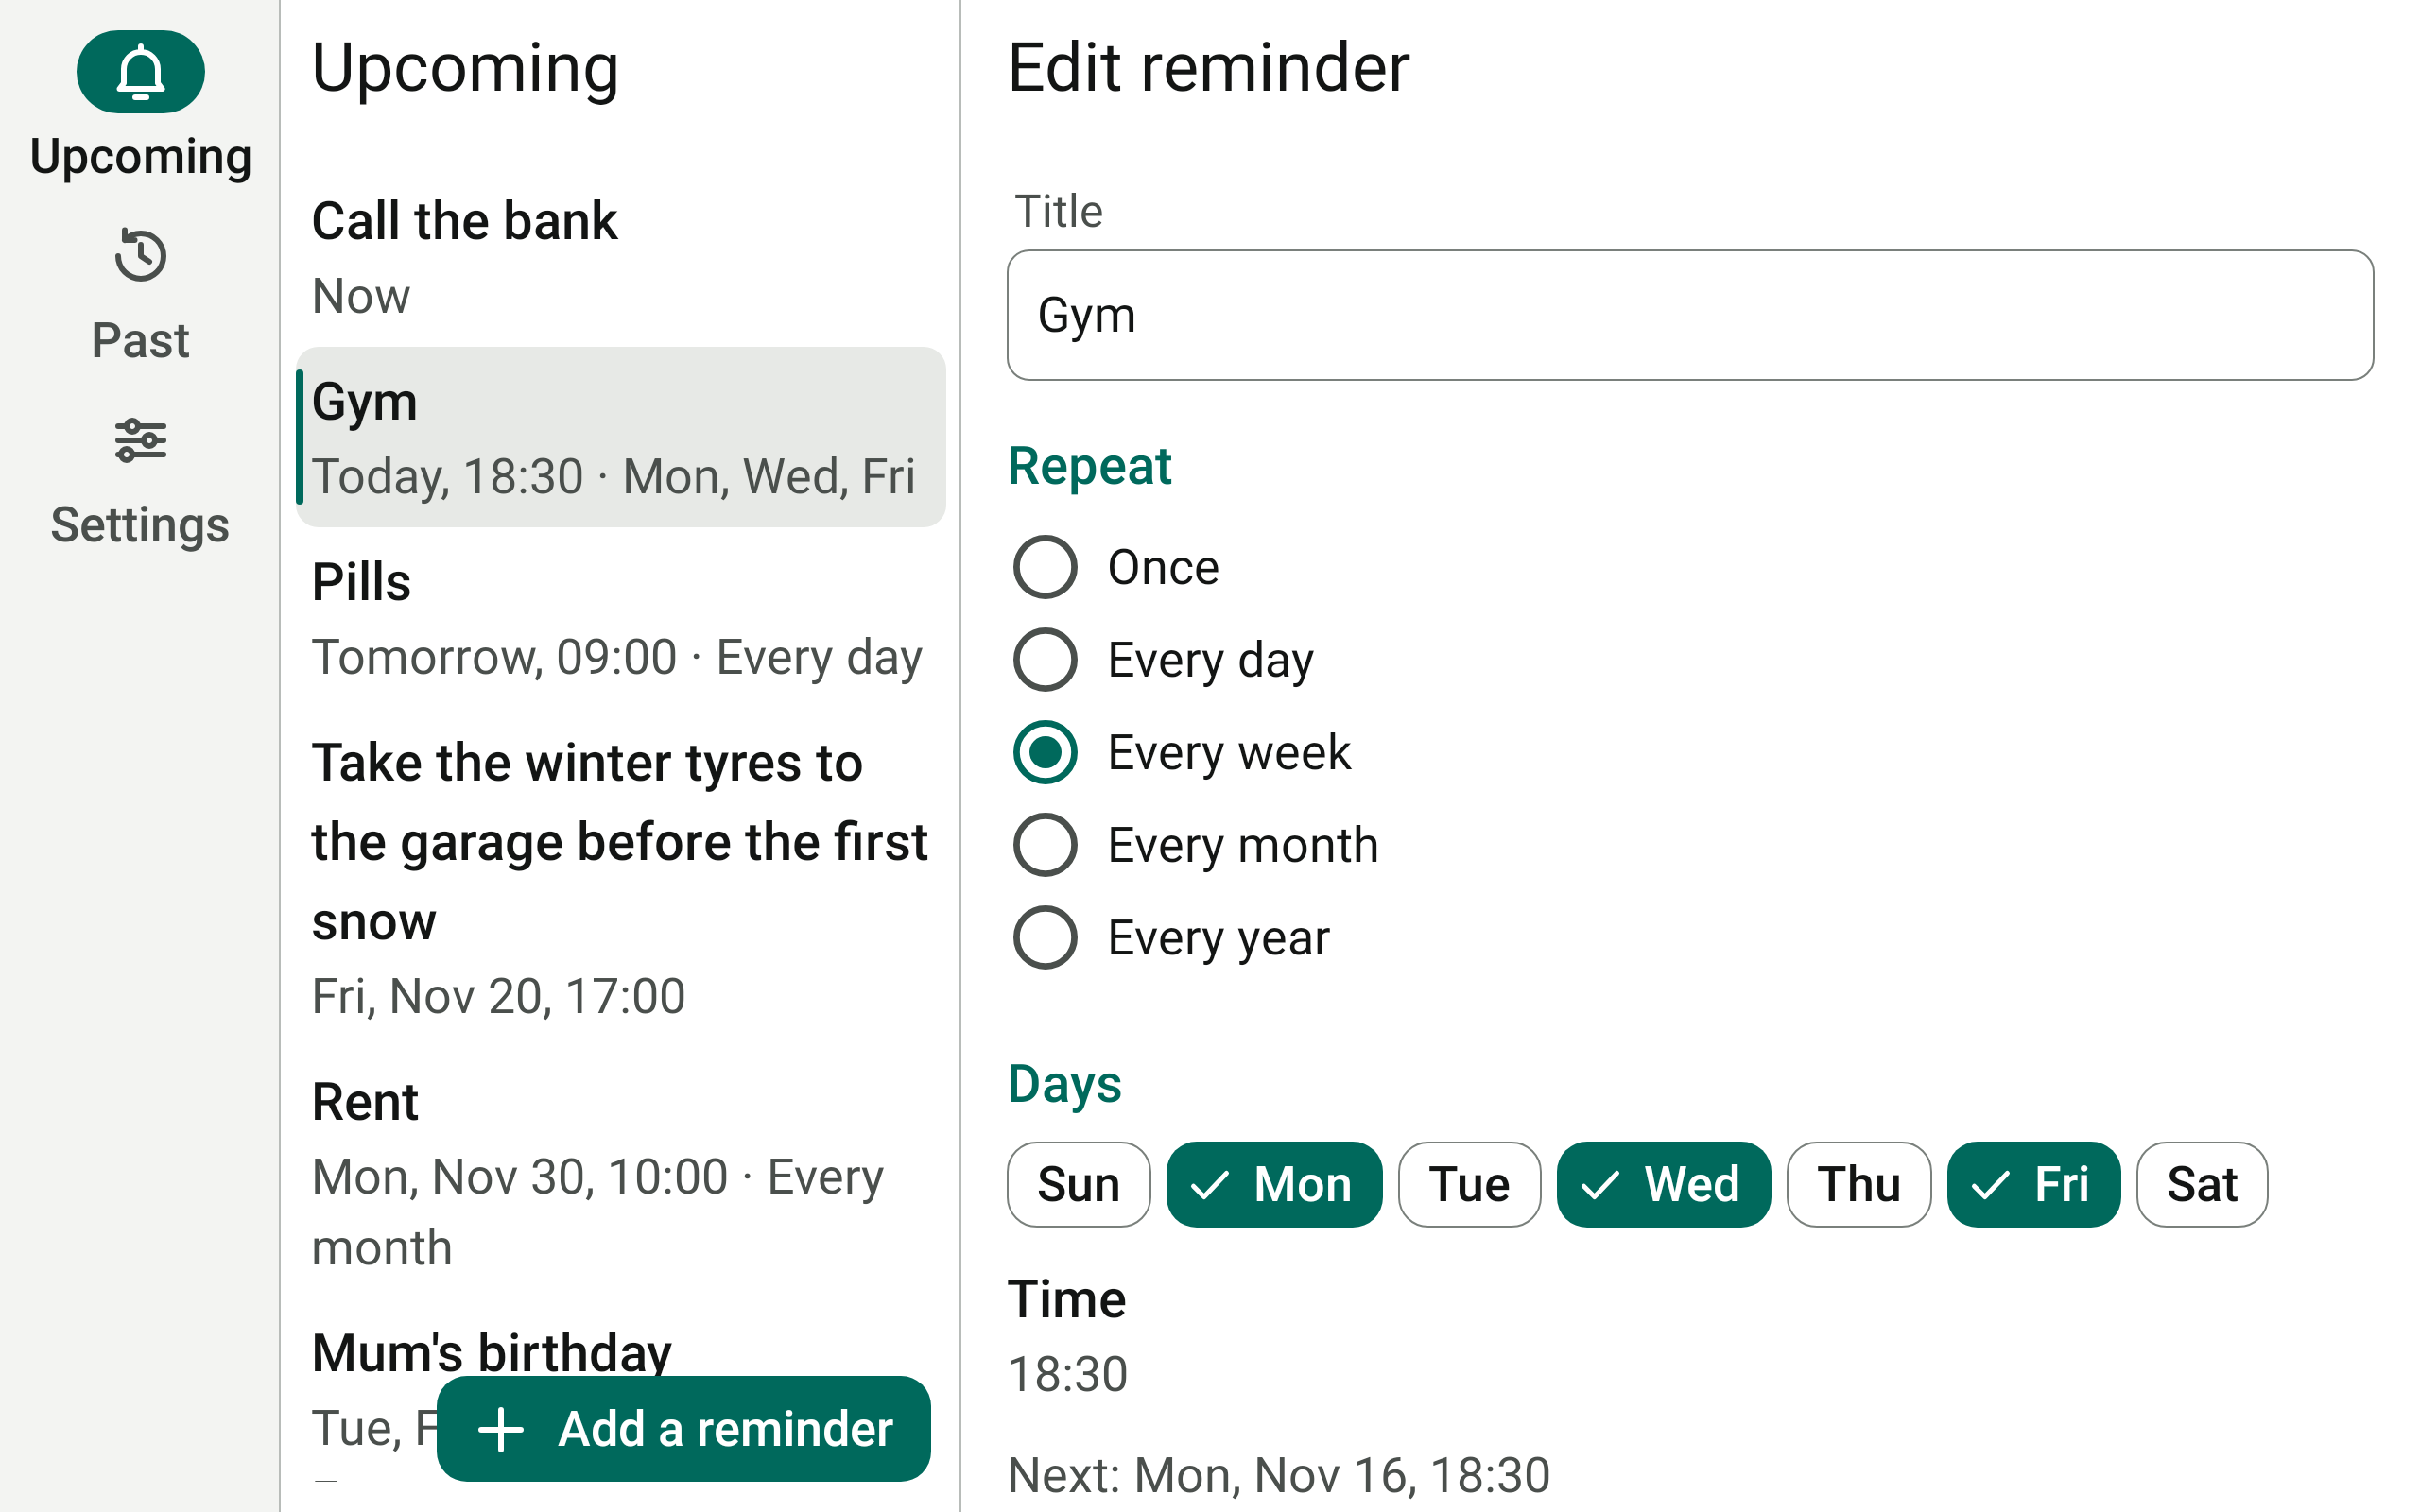 Upcoming
Past
Settings
Upcoming
Call the bank
Now
Gym
Today, 18:30 · Mon, Wed, Fri
Pills
Tomorrow, 09:00 · Every day
Take the winter tyres to
the garage before the first
snow
Fri, Nov 20, 17:00
Rent
Mon, Nov 30, 10:00 · Every
month
Mum's birthday
Tue,
Add a reminder
Edit reminder
Title
Gym
Repeat
Once
Every day
Every week
Every month
Every year
Days
Sun
Mon
Tue
Wed
Thu
Fri
Sat
Time
18:30
Next: Mon, Nov 16, 18:30